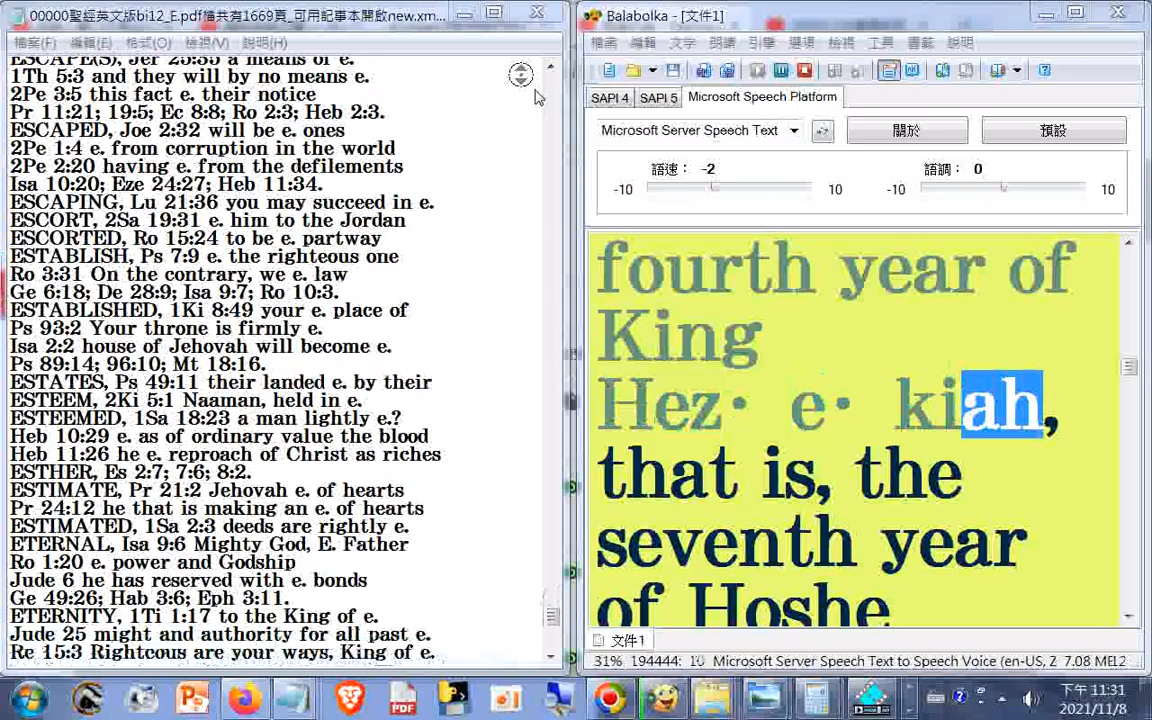 00000聖經英文版bi12_E.pdf檔共有1669頁_可用記事本開啟new.xm...
檔案(F) 編輯(E) 格式(O) 檢視(V) 說明(H)
ESCAPE(S), Jer 25:35 a means of e.
1Th 5:3 and they will by no means e.
2Pe 3:5 this fact e. their notice
Pr 11:21; 19:5; Ec 8:8; Ro 2:3; Heb 2:3.
ESCAPED, Joe 2:32 will be e. ones
2Pe 1:4 e. from corruption in the world
2Pe 2:20 having e. from the defilements
Isa 10:20; Eze 24:27; Heb 11:34.
ESCAPING, Lu 21:36 you may succeed in e.
ESCORT, 2Sa 19:31 e. him to the Jordan
ESCORTED, Ro 15:24 to be e. partway
ESTABLISH, Ps 7:9 e. the righteous one
Ro 3:31 On the contrary, we e. law
Ge 6:18; De 28:9; Isa 9:7; Ro 10:3.
ESTABLISHED, 1Ki 8:49 your e. place of
Ps 93:2 Your throne is firmly e.
Isa 2:2 house of Jehovah will become e.
Ps 89:14; 96:10; Mt 18:16.
ESTATES, Ps 49:11 their landed e. by their
ESTEEM, 2Ki 5:1 Naaman, held in e.
ESTEEMED, 1Sa 18:23 a man lightly e.?
Heb 10:29 e. as of ordinary value the blood
Heb 11:26 he e. reproach of Christ as riches
ESTHER, Es 2:7; 7:6; 8:2.
ESTIMATE, Pr 21:2 Jehovah e. of hearts
Pr 24:12 he that is making an e. of hearts
ESTIMATED, 1Sa 2:3 deeds are rightly e.
ETERNAL, Isa 9:6 Mighty God, E. Father
Ro 1:20 e. power and Godship
Jude 6 he has reserved with e. bonds
Ge 49:26; Hab 3:6; Eph 3:11.
ETERNITY, 1Ti 1:17 to the King of e.
Jude 25 might and authority for all past e.
Re 15:3 Righteous are your ways, King of e.
Balabolka - [文件1]
檔案 編輯 文字 朗讀 引擎 選項 檢視 工具 書籤 說明
SAPI 4 SAPI 5 Microsoft Speech Platform
Microsoft Server Speech Text 關於 預設
語速： -2 語調： 0
-10 10 -10 10
fourth year of
King
Hez· e· kiah,
that is, the
seventh year
of Hoshe
文件1
31% 194444: Microsoft Server Speech Text to Speech Voice (en-US, Z 7.08 ME
PDF
下午 11:31
2021/11/8